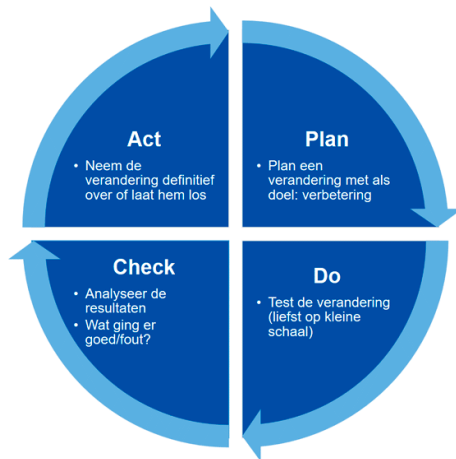 Act
• Neem de
verandering definitief
over of laat hem los
Plan
• Plan een
verandering met als
doel: verbetering
Check
• Analyseer de
resultaten
• Wat ging er
goed/fout?
Do
• Test de verandering
(liefst op kleine
schaal)